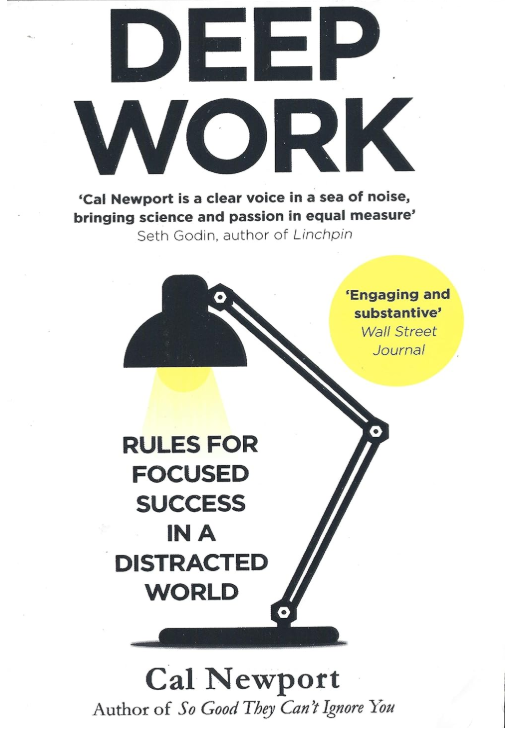 DEEP
WORK
‘Cal Newport is a clear voice in a sea of noise,
bringing science and passion in equal measure’
Seth Godin, author of Linchpin
‘Engaging and
substantive’
Wall Street
Journal
RULES FOR
FOCUSED
SUCCESS
IN A
DISTRACTED
WORLD
Cal Newport
Author of So Good They Can’t Ignore You